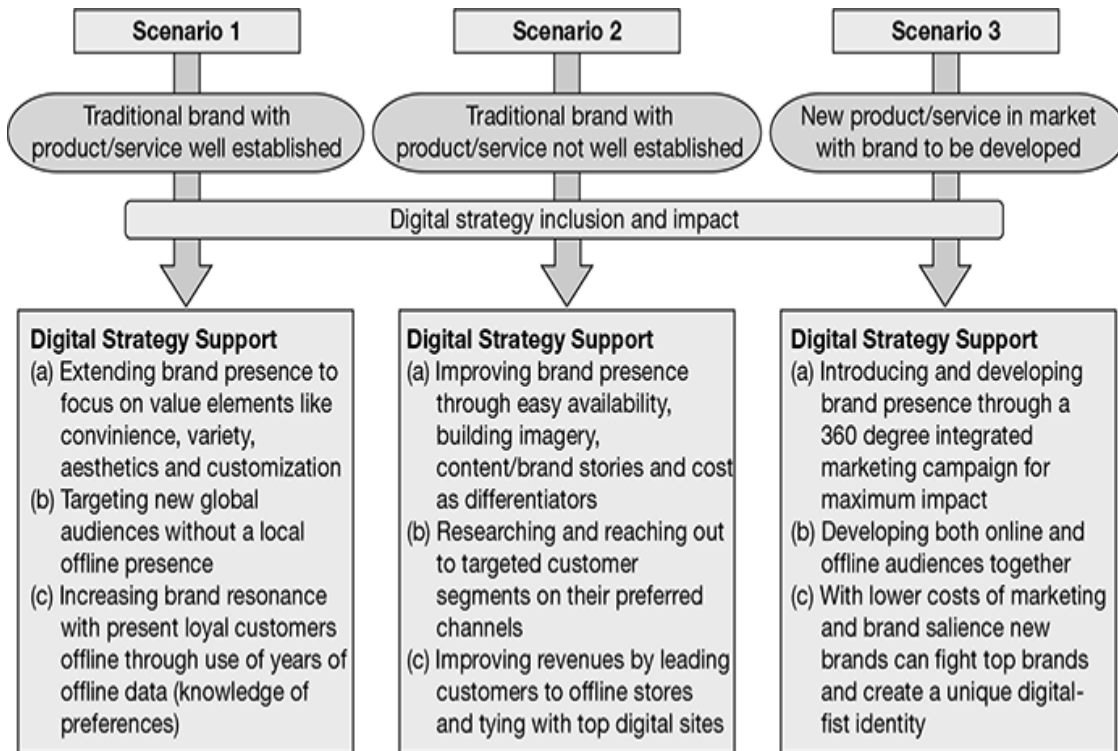 Scenario 1
Scenario 2
Scenario 3
Traditional brand with
product/service well established
Traditional brand with
product/service not well established
New product/service in market
with brand to be developed
Digital strategy inclusion and impact
Digital Strategy Support
(a) Extending brand presence to
focus on value elements like
convinience, variety,
aesthetics and customization
(b) Targeting new global
audiences without a local
offline presence
(c) Increasing brand resonance
with present loyal customers
offline through use of years of
offline data (knowledge of
preferences)
Digital Strategy Support
(a) Improving brand presence
through easy availability,
building imagery,
content/brand stories and cost
as differentiators
(b) Researching and reaching out
to targeted customer
segments on their preferred
channels
(c) Improving revenues by leading
customers to offline stores
and tying with top digital sites
Digital Strategy Support
(a) Introducing and developing
brand presence through a
360 degree integrated
marketing campaign for
maximum impact
(b) Developing both online and
offline audiences together
(c) With lower costs of marketing
and brand salience new
brands can fight top brands
and create a unique digital-
fist identity